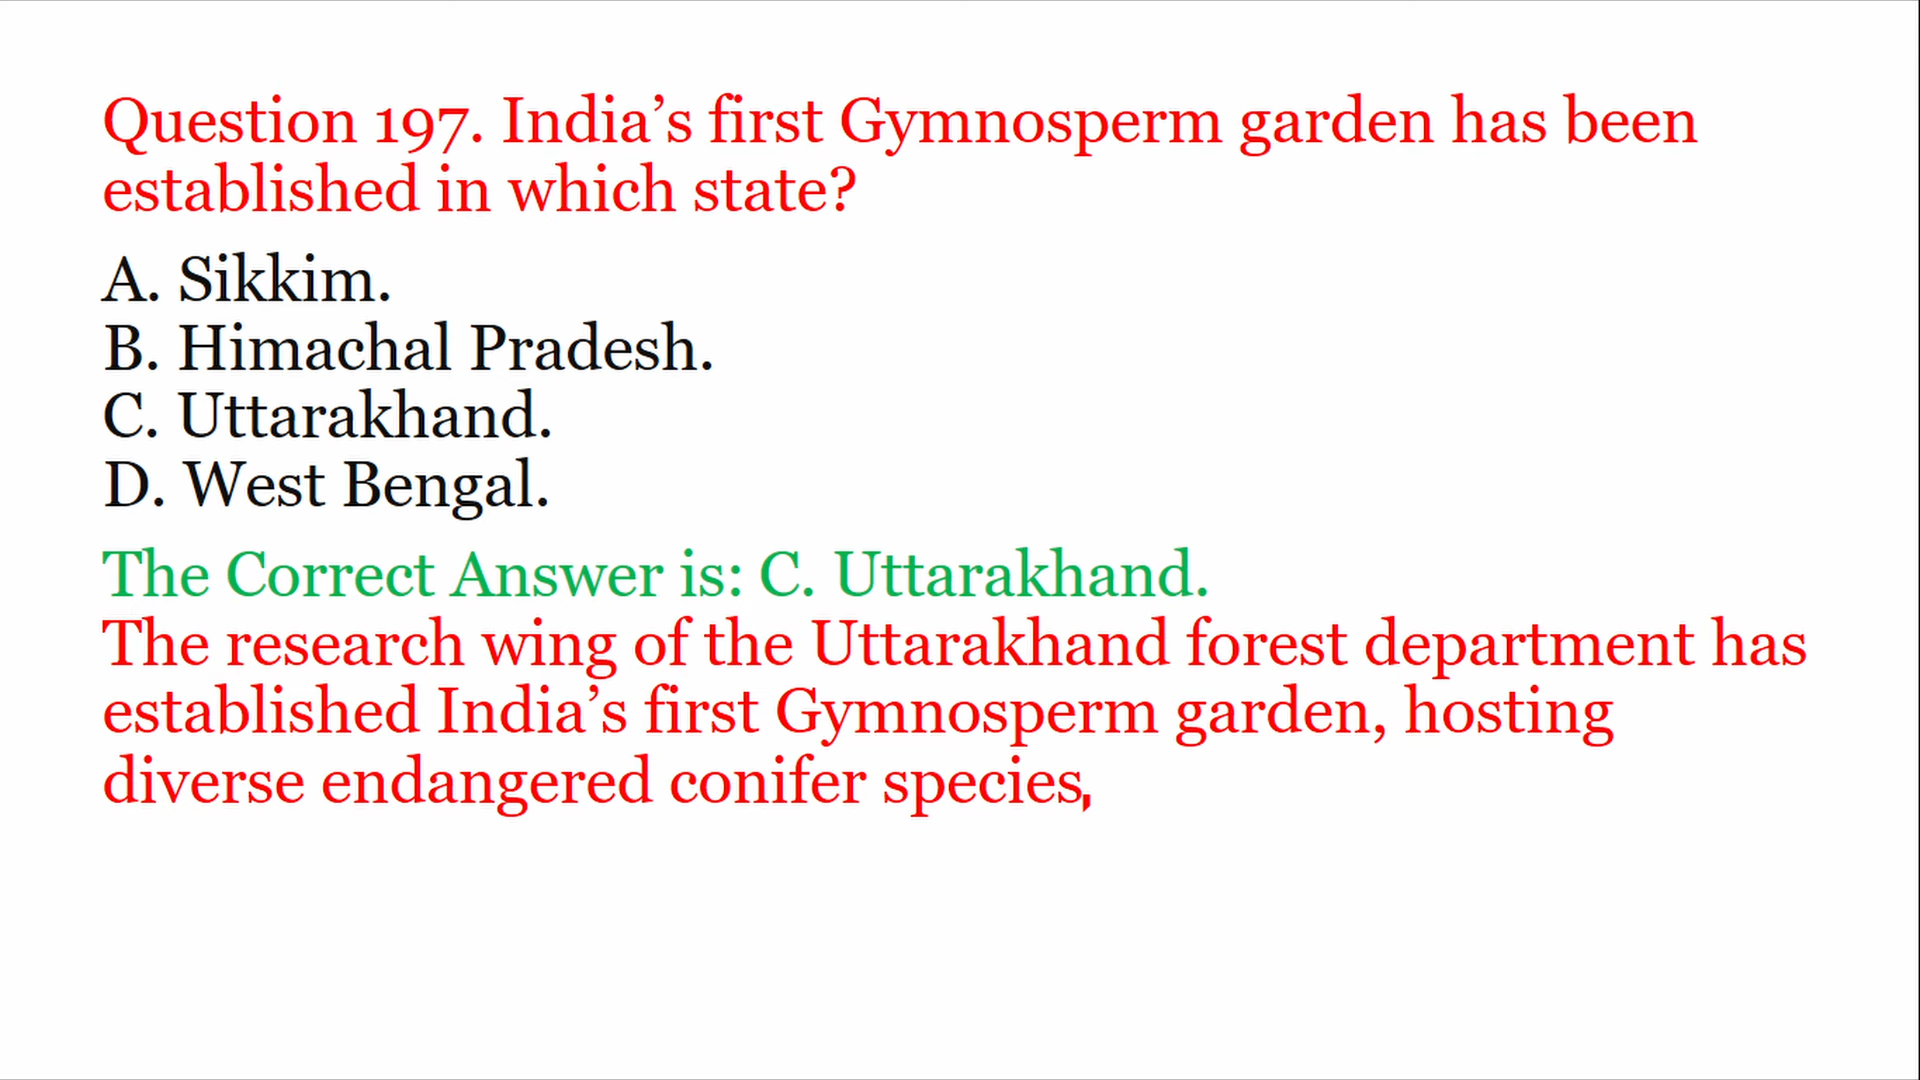 Question 197. India’s first Gymnosperm garden has been
established in which state?
A. Sikkim.
B. Himachal Pradesh.
C. Uttarakhand.
D. West Bengal.
The Correct Answer is: C. Uttarakhand.
The research wing of the Uttarakhand forest department has
established India’s first Gymnosperm garden, hosting
diverse endangered conifer species,